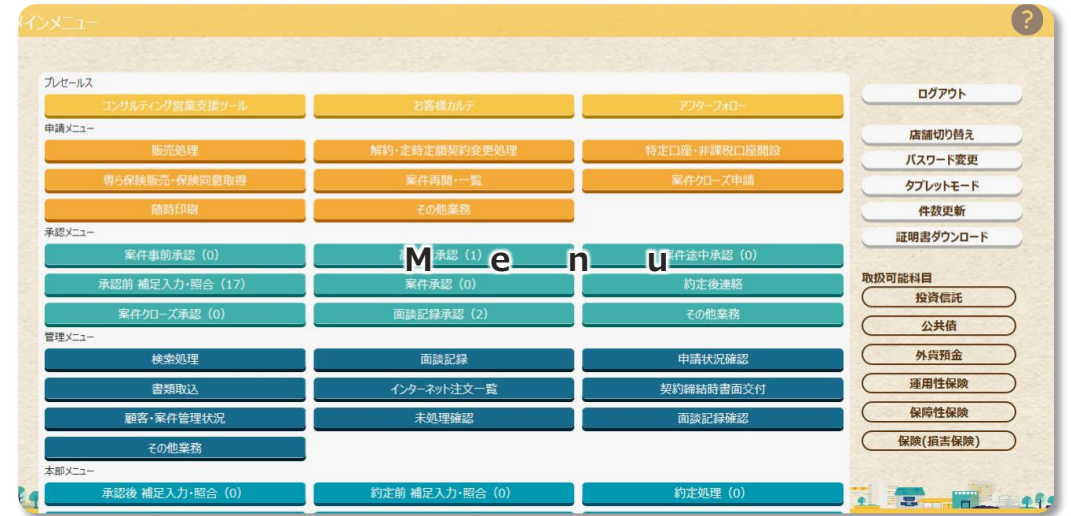 メインメニュー
?
プレセールス
コンサルティング営業支援ツール
お客様カルテ
アフターフォロー
申請メニュー
販売処理
解約・定時定額契約変更処理
特定口座・非課税口座開設
専ら保険販売・保険同意取得
案件再開・一覧
案件クローズ申請
随時印刷
その他業務
承認メニュー
案件事前承認（0）
承認（1）
案件途中承認（0）
Menu
承認前 補足入力・照合（17）
案件承認（0）
約定後連絡
案件クローズ承認（0）
面談記録承認（2）
その他業務
管理メニュー
検索処理
面談記録
申請状況確認
書類取込
インターネット注文一覧
契約締結時書面交付
顧客・案件管理状況
未処理確認
面談記録確認
その他業務
本部メニュー
承認後 補足入力・照合（0）
約定前 補足入力・照合（0）
約定処理（0）
ログアウト
店舗切り替え
パスワード変更
タブレットモード
件数更新
証明書ダウンロード
取扱可能科目
投資信託
公共債
外貨預金
運用性保険
保障性保険
保険(損害保険)